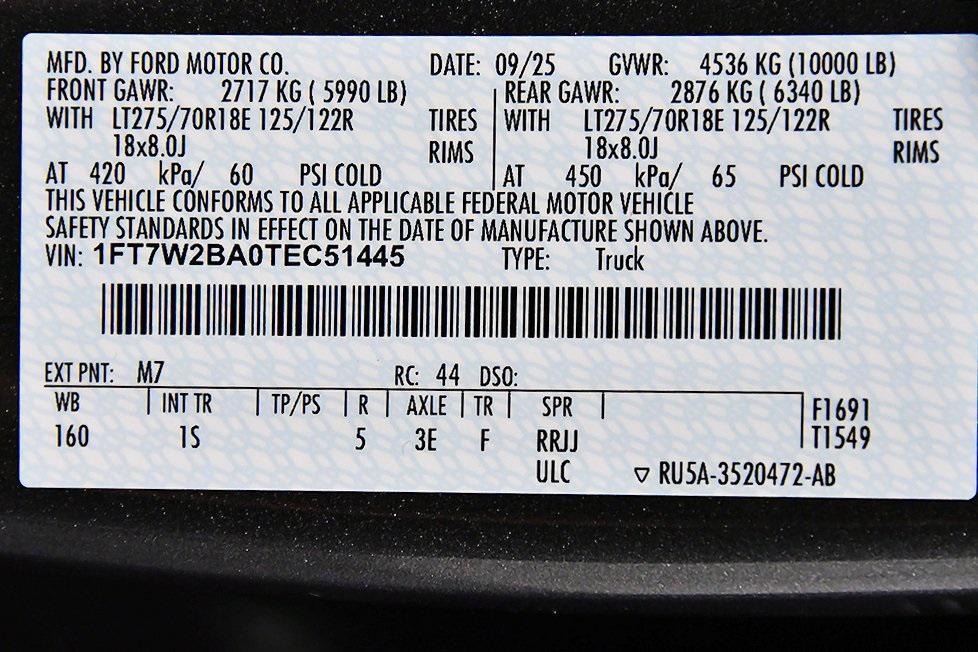 MFD. BY FORD MOTOR CO. DATE: 09/25 GVWR: 4536 KG (10000 LB)
FRONT GAWR: 2717 KG ( 5990 LB) REAR GAWR: 2876 KG ( 6340 LB)
WITH LT275/70R18E 125/122R TIRES WITH LT275/70R18E 125/122R TIRES
18x8.0J RIMS 18x8.0J RIMS
AT 420 kPa/ 60 PSI COLD AT 450 kPa/ 65 PSI COLD
THIS VEHICLE CONFORMS TO ALL APPLICABLE FEDERAL MOTOR VEHICLE
SAFETY STANDARDS IN EFFECT ON THE DATE OF MANUFACTURE SHOWN ABOVE.
VIN: 1FT7W2BA0TEC51445 TYPE: Truck
EXT PNT: M7 RC: 44 DSO:
WB INT TR TP/PS R AXLE TR SPR F1691
160 1S 5 3E F RRJJ T1549
ULC ▽ RU5A-3520472-AB